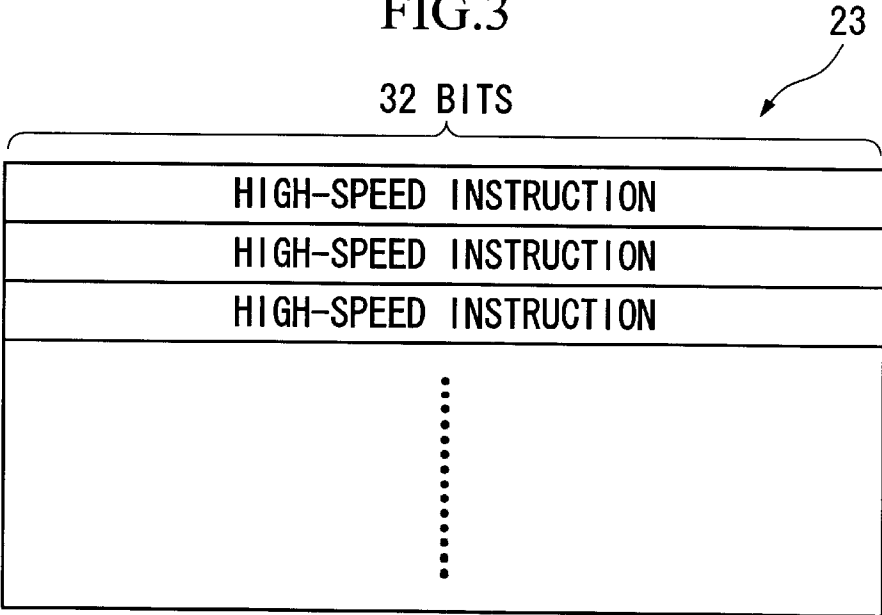 FIG.3
23
32 BITS
HIGH-SPEED INSTRUCTION
HIGH-SPEED INSTRUCTION
HIGH-SPEED INSTRUCTION